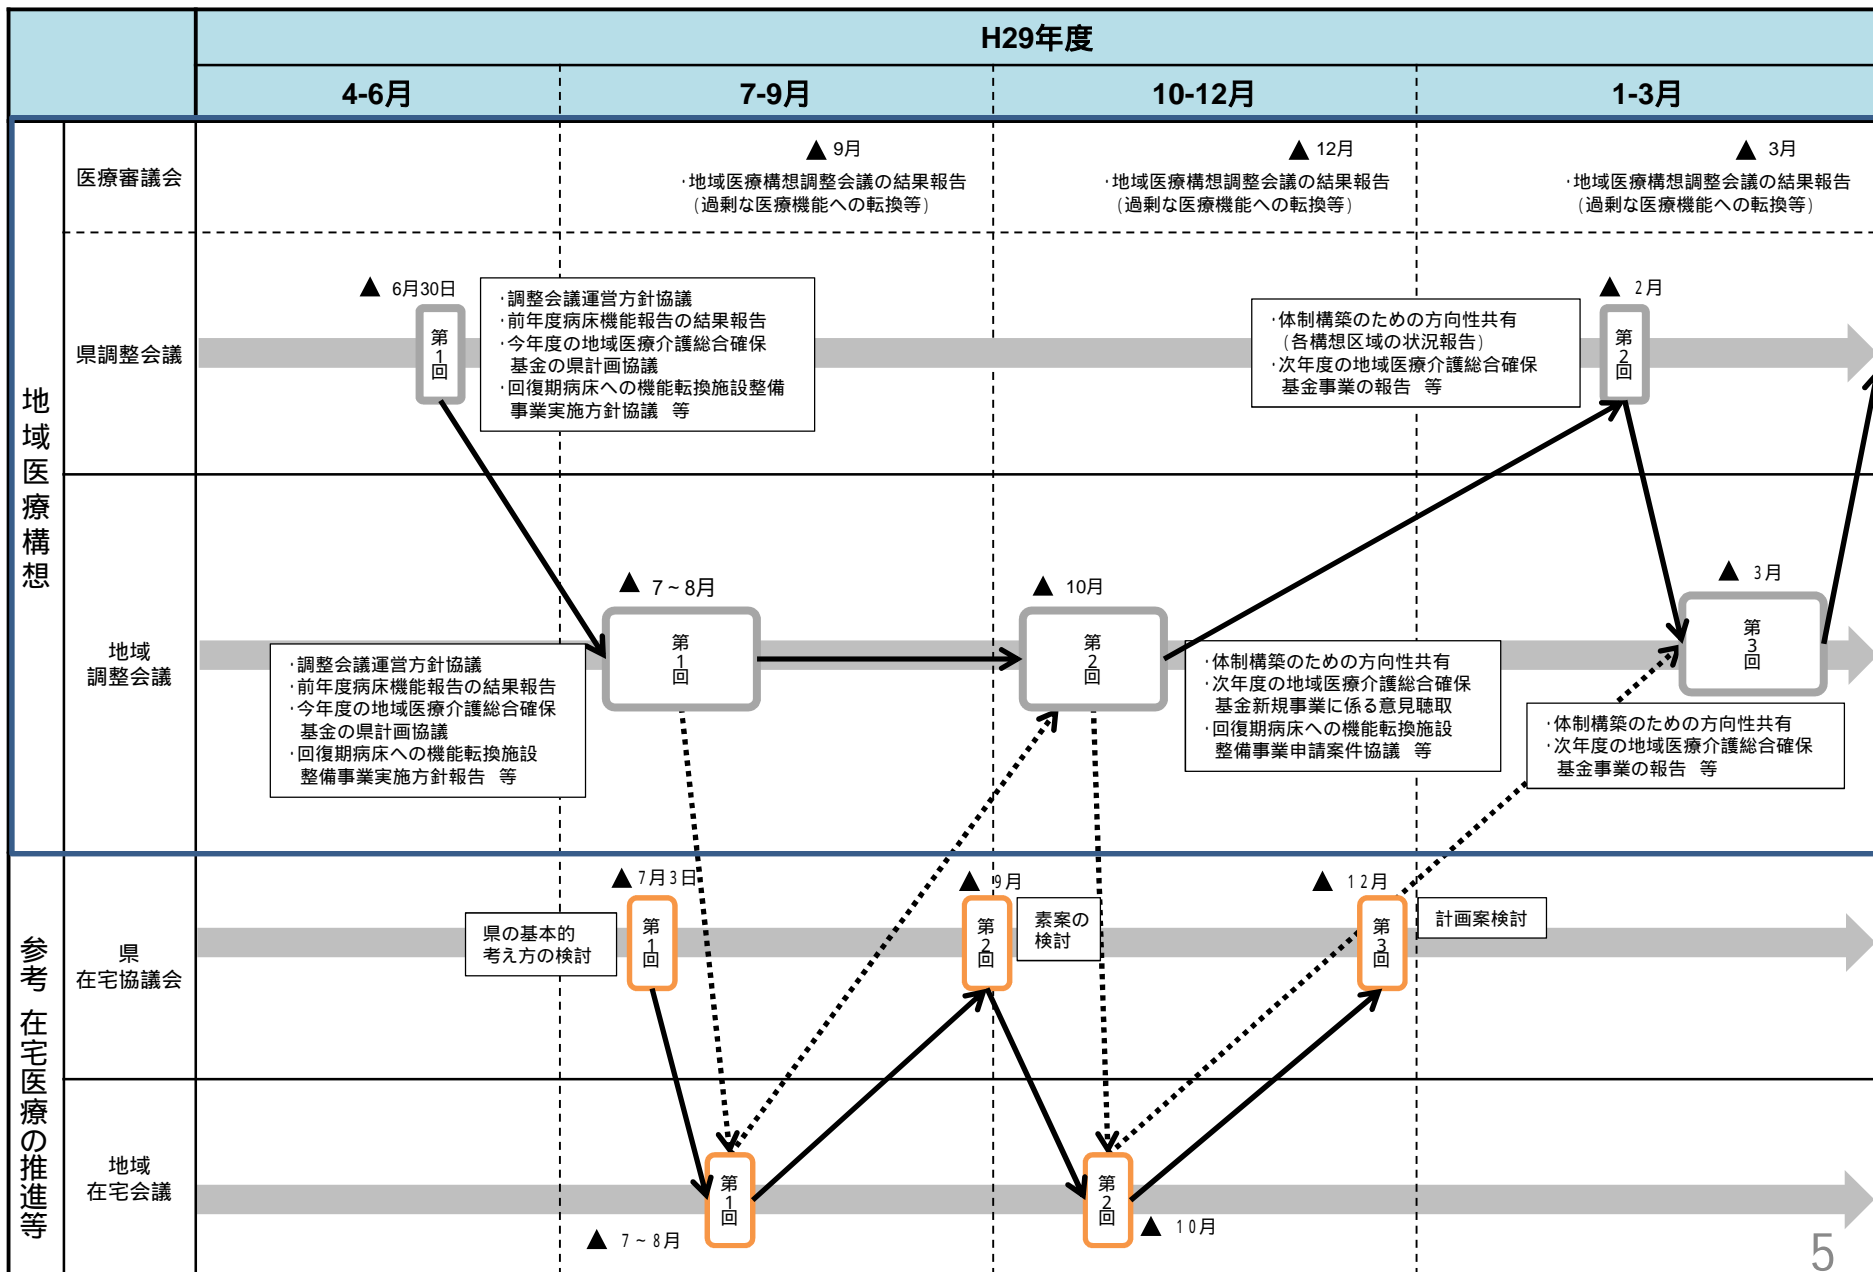 H29年度
4-6月
7-9月
10-12月
1-3月
地域医療構想
医療審議会
▲ 9月
・地域医療構想調整会議の結果報告
(過剰な医療機能への転換等)
▲ 12月
・地域医療構想調整会議の結果報告
(過剰な医療機能への転換等)
▲ 3月
・地域医療構想調整会議の結果報告
(過剰な医療機能への転換等)
県調整会議
▲ 6月30日
第1回
・調整会議運営方針協議
・前年度病床機能報告の結果報告
・今年度の地域医療介護総合確保
基金の県計画協議
・回復期病床への機能転換施設整備
事業実施方針協議 等
・体制構築のための方向性共有
(各構想区域の状況報告)
・次年度の地域医療介護総合確保
基金事業の報告 等
▲ 2月
第2回
地域
調整会議
・調整会議運営方針協議
・前年度病床機能報告の結果報告
・今年度の地域医療介護総合確保
基金の県計画協議
・回復期病床への機能転換施設
整備事業実施方針報告 等
▲ 7～8月
第1回
▲ 10月
第2回
・体制構築のための方向性共有
・次年度の地域医療介護総合確保
基金新規事業に係る意見聴取
・回復期病床への機能転換施設
整備事業申請案件協議 等
▲ 3月
第3回
・体制構築のための方向性共有
・次年度の地域医療介護総合確保
基金事業の報告 等
参考 在宅医療の推進等
県
在宅協議会
県の基本的
考え方の検討
▲ 7月3日
第1回
▲ 9月
第2回
素案の
検討
▲ 12月
第3回
計画案検討
地域
在宅会議
▲ 7～8月
第1回
第2回
▲ 10月
5